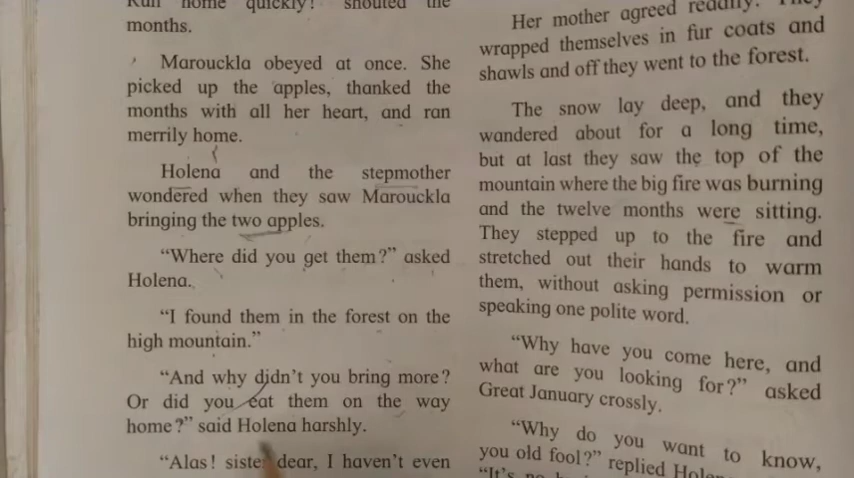 Run home quickly!" shouted the
months.
Marouckla obeyed at once. She
picked up the apples, thanked the
months with all her heart, and ran
merrily home.
Holena and the stepmother
wondered when they saw Marouckla
bringing the two apples.
"Where did you get them?" asked
Holena.
"I found them in the forest on the
high mountain."
"And why didn't you bring more?
Or did you eat them on the way
home?" said Holena harshly.
"Alas! sister dear, I haven't even
Her mother agreed readily. They
wrapped themselves in fur coats and
shawls and off they went to the forest.
The snow lay deep, and they
wandered about for a long time,
but at last they saw the top of the
mountain where the big fire was burning
and the twelve months were sitting.
They stepped up to the fire and
stretched out their hands to warm
them, without asking permission or
speaking one polite word.
"Why have you come here, and
what are you looking for?" asked
Great January crossly.
"Why do you want to know,
you old fool?" replied
"It's no